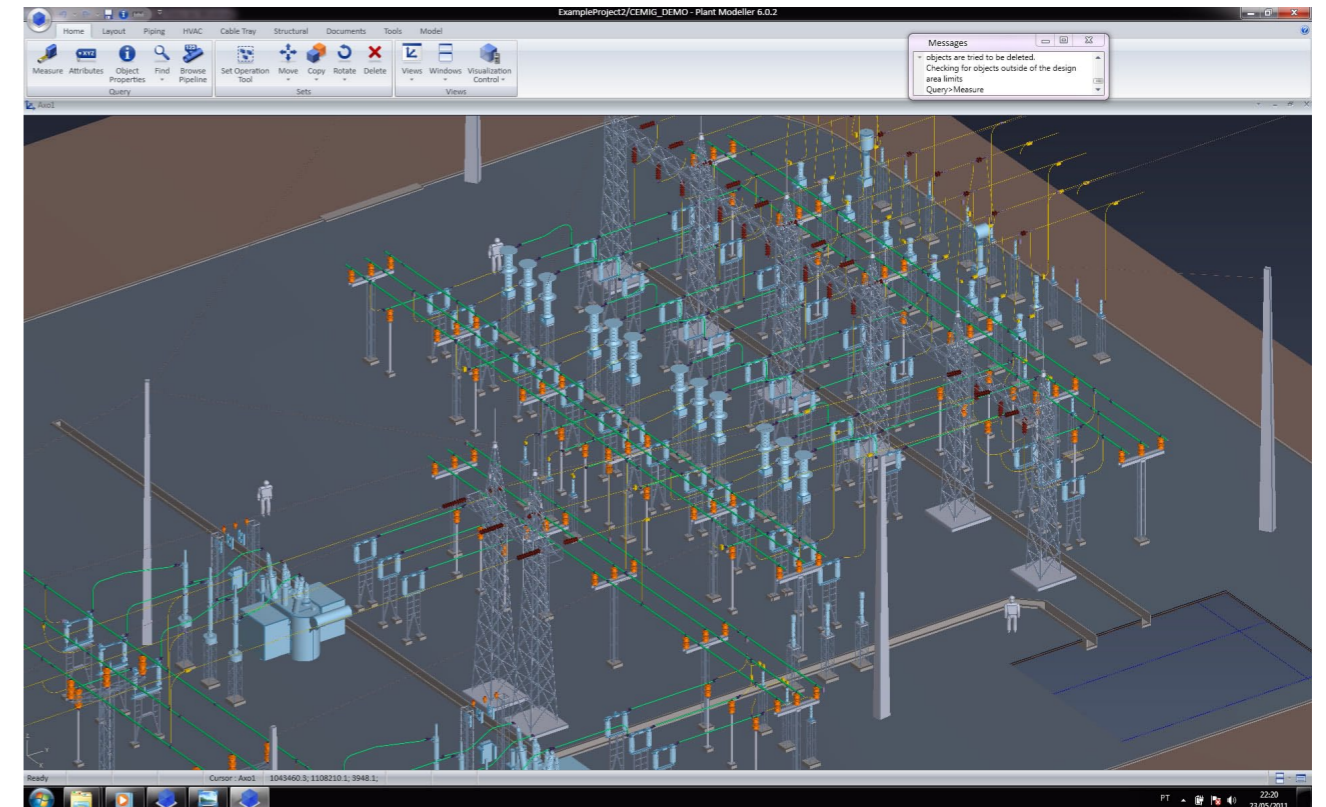 ExampleProject2/CEMIG_DEMO - Plant Modeller 6.0.2
Home Layout Piping HVAC Cable Tray Structural Documents Tools Model
Measure Attributes Object Properties Find Browse Pipeline Set Operation Tool Move Copy Rotate Delete Views Windows Visualization Control
Query Sets Views
Messages
objects are tried to be deleted.
Checking for objects outside of the design
area limits
Query>Measure
Axo1
Ready Cursor : Axo1 1043460.3; 1108210.1; 3948.1;
PT 22:20
23/05/2011